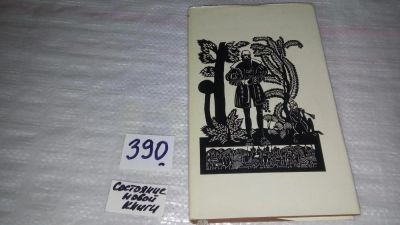 390
Состояние
новой
книги